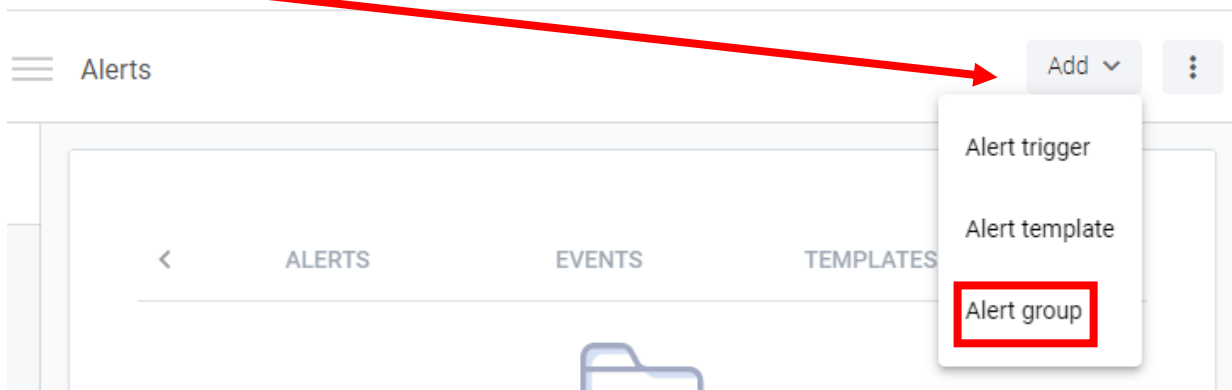 Alerts
Add
Alert trigger
Alert template
Alert group
ALERTS EVENTS TEMPLATES